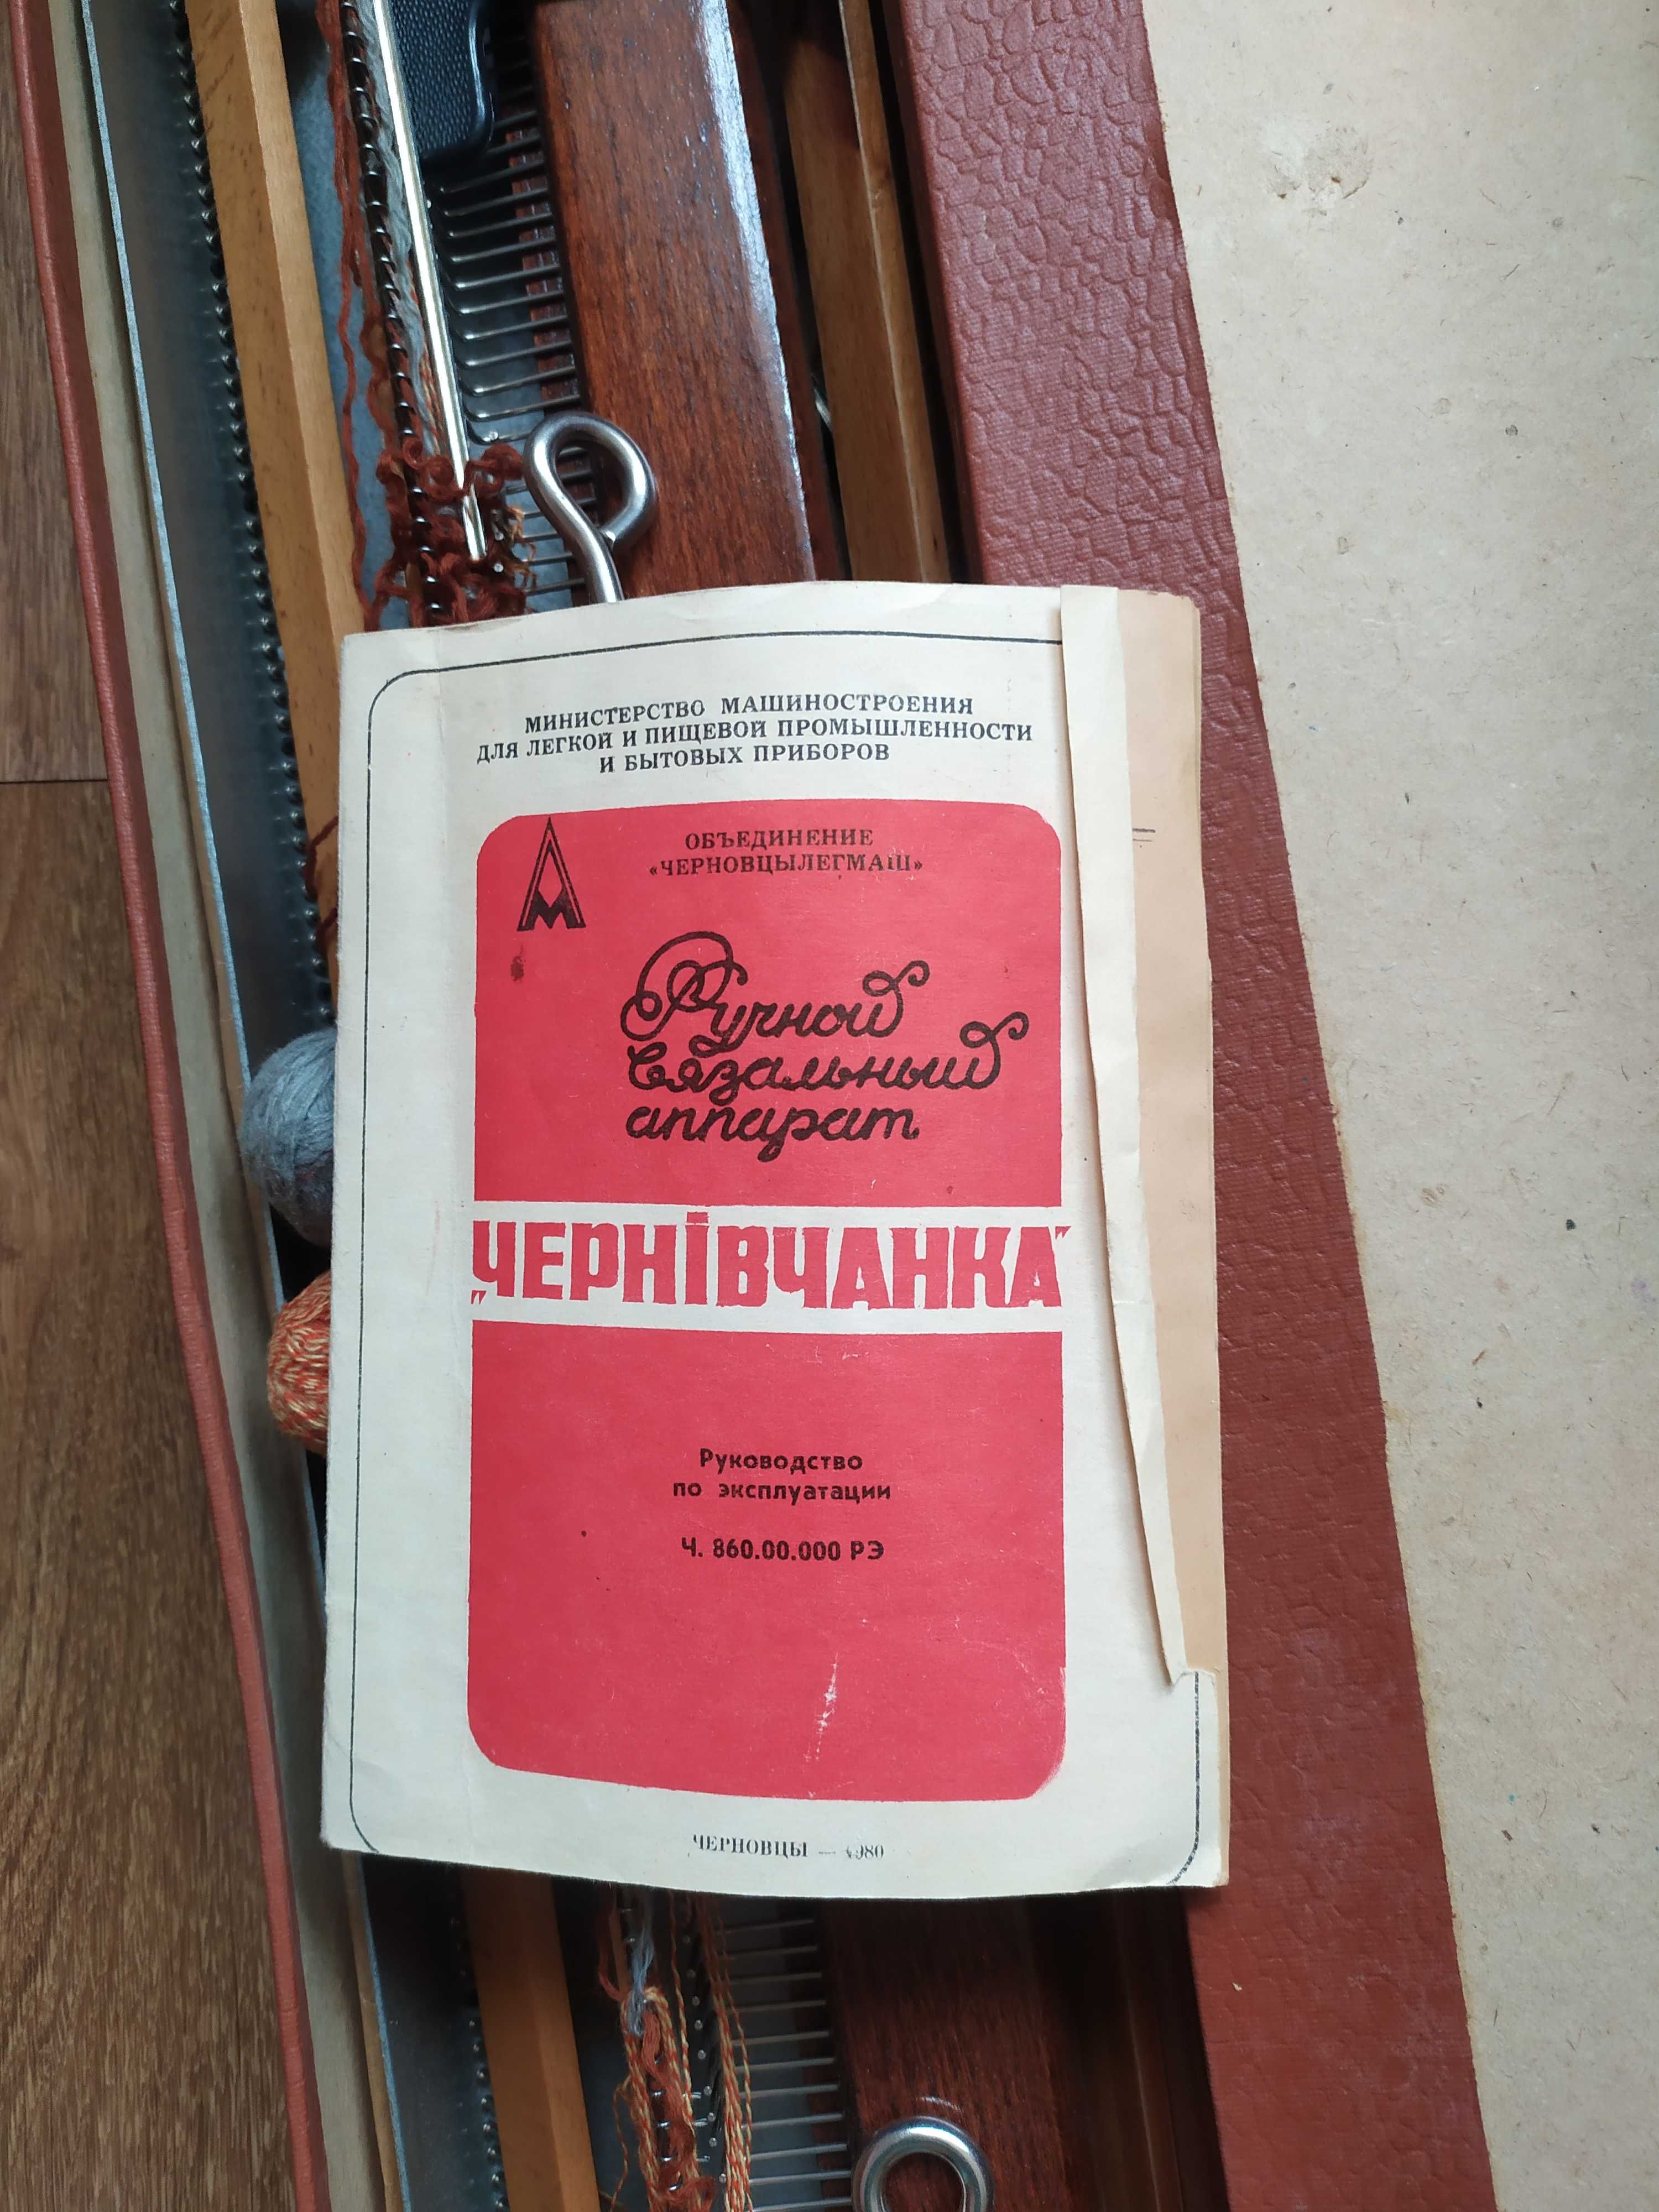 МИНИСТЕРСТВО МАШИНОСТРОЕНИЯ
ДЛЯ ЛЕГКОЙ И ПИЩЕВОЙ ПРОМЫШЛЕННОСТИ
И БЫТОВЫХ ПРИБОРОВ
ОБЪЕДИНЕНИЕ
«ЧЕРНОВЦЫЛЕГМАШ»
Ручной
вязальный
аппарат
„ЧЕРНІВЧАНКА“
Руководство
по эксплуатации
Ч. 860.00.000 РЭ
ЧЕРНОВЦЫ — 1980